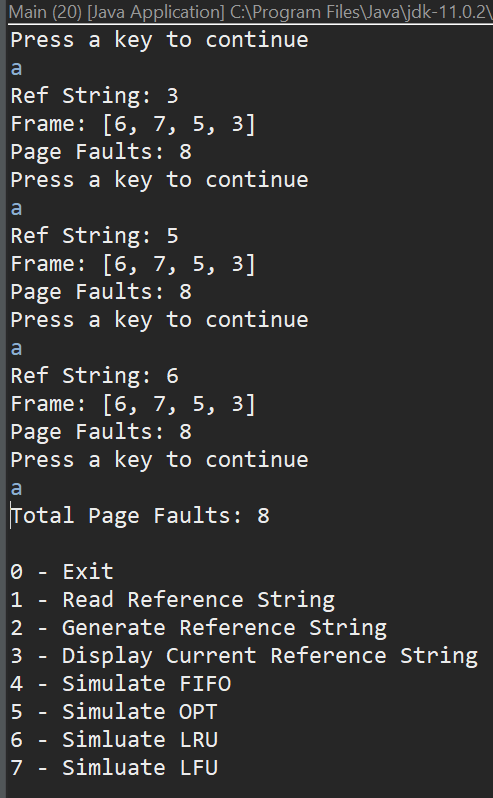 Main (20) [Java Application] C:\Program Files\Java\jdk-11.0.2\
Press a key to continue
a
Ref String: 3
Frame: [6, 7, 5, 3]
Page Faults: 8
Press a key to continue
a
Ref String: 5
Frame: [6, 7, 5, 3]
Page Faults: 8
Press a key to continue
a
Ref String: 6
Frame: [6, 7, 5, 3]
Page Faults: 8
Press a key to continue
a
Total Page Faults: 8
0 - Exit
1 - Read Reference String
2 - Generate Reference String
3 - Display Current Reference String
4 - Simulate FIFO
5 - Simulate OPT
6 - Simluate LRU
7 - Simluate LFU